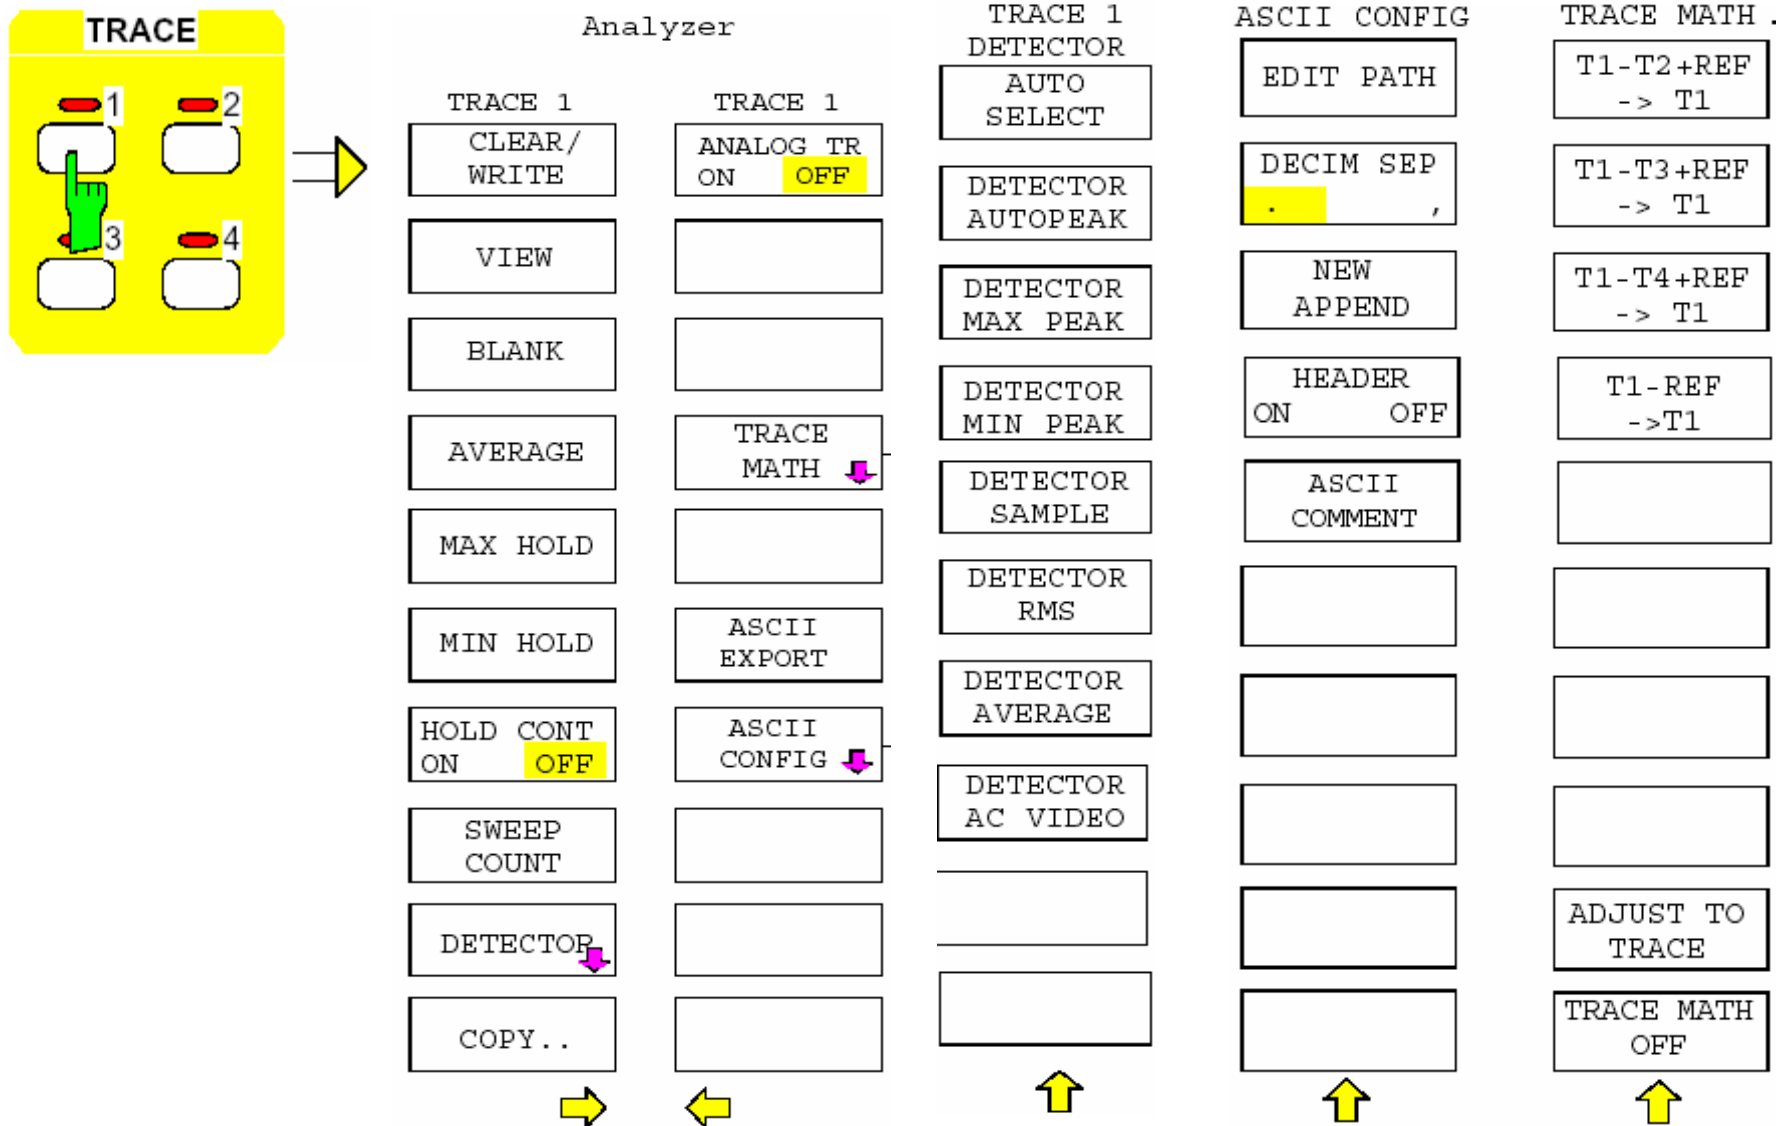 TRACE
1
2
3
4
Analyzer
TRACE 1
CLEAR/
WRITE
VIEW
BLANK
AVERAGE
MAX HOLD
MIN HOLD
HOLD CONT
ON OFF
SWEEP
COUNT
DETECTOR
COPY..
TRACE 1
ANALOG TR
ON OFF
TRACE
MATH
ASCII
EXPORT
ASCII
CONFIG
TRACE 1
DETECTOR
AUTO
SELECT
DETECTOR
AUTOPEAK
DETECTOR
MAX PEAK
DETECTOR
MIN PEAK
DETECTOR
SAMPLE
DETECTOR
RMS
DETECTOR
AVERAGE
DETECTOR
AC VIDEO
ASCII CONFIG
EDIT PATH
DECIM SEP
. ,
NEW
APPEND
HEADER
ON OFF
ASCII
COMMENT
TRACE MATH .
T1-T2+REF
-> T1
T1-T3+REF
-> T1
T1-T4+REF
-> T1
T1-REF
->T1
ADJUST TO
TRACE
TRACE MATH
OFF